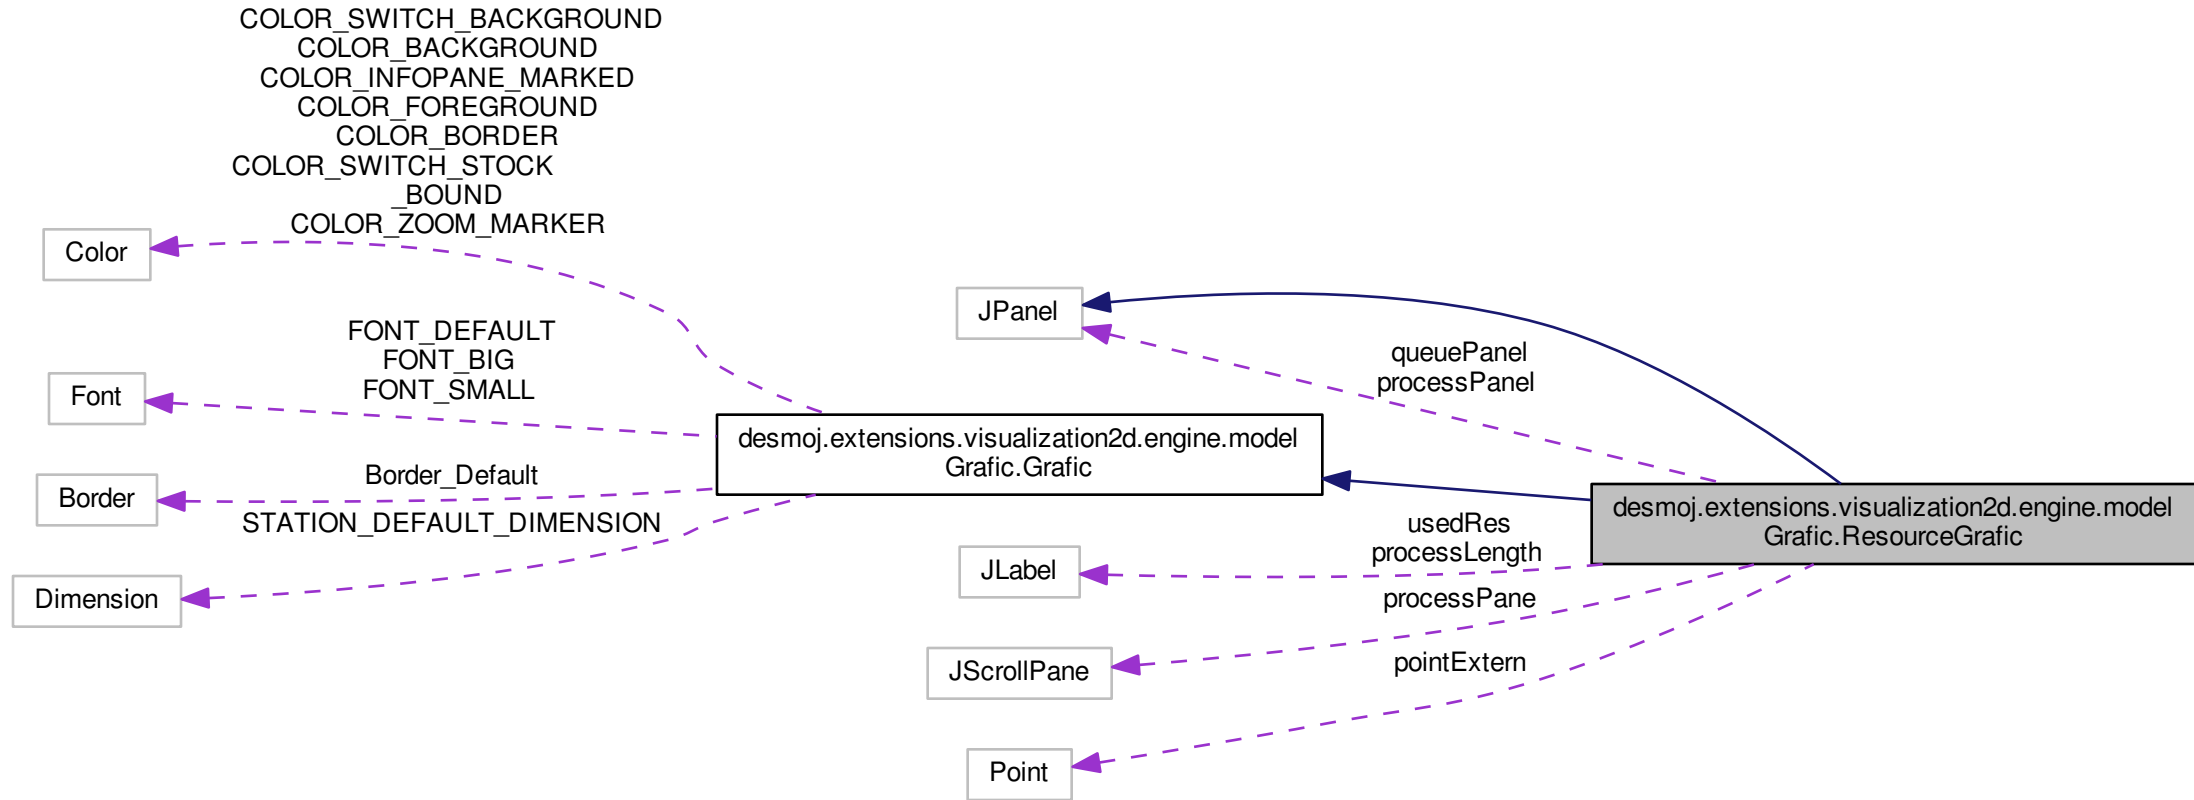 COLOR_SWITCH_BACKGROUND
COLOR_BACKGROUND
COLOR_INFOPANE_MARKED
COLOR_FOREGROUND
COLOR_BORDER
COLOR_SWITCH_STOCK
_BOUND
COLOR_ZOOM_MARKER
Color
FONT_DEFAULT
FONT_BIG
FONT_SMALL
Font
Border_Default
Border
STATION_DEFAULT_DIMENSION
Dimension
desmoj.extensions.visualization2d.engine.model
Grafic.Grafic
JPanel
queuePanel
processPanel
usedRes
processLength
JLabel
processPane
JScrollPane
pointExtern
Point
desmoj.extensions.visualization2d.engine.model
Grafic.ResourceGrafic